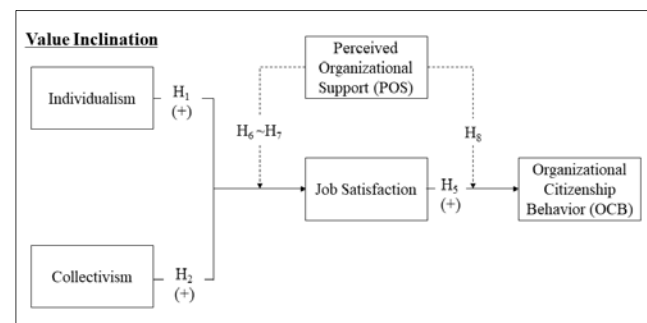 Value Inclination
Individualism
H₁
(+)
Perceived
Organizational
Support (POS)
H₆~H₇
H₈
Job Satisfaction
H₅
(+)
Organizational
Citizenship
Behavior (OCB)
Collectivism
H₂
(+)